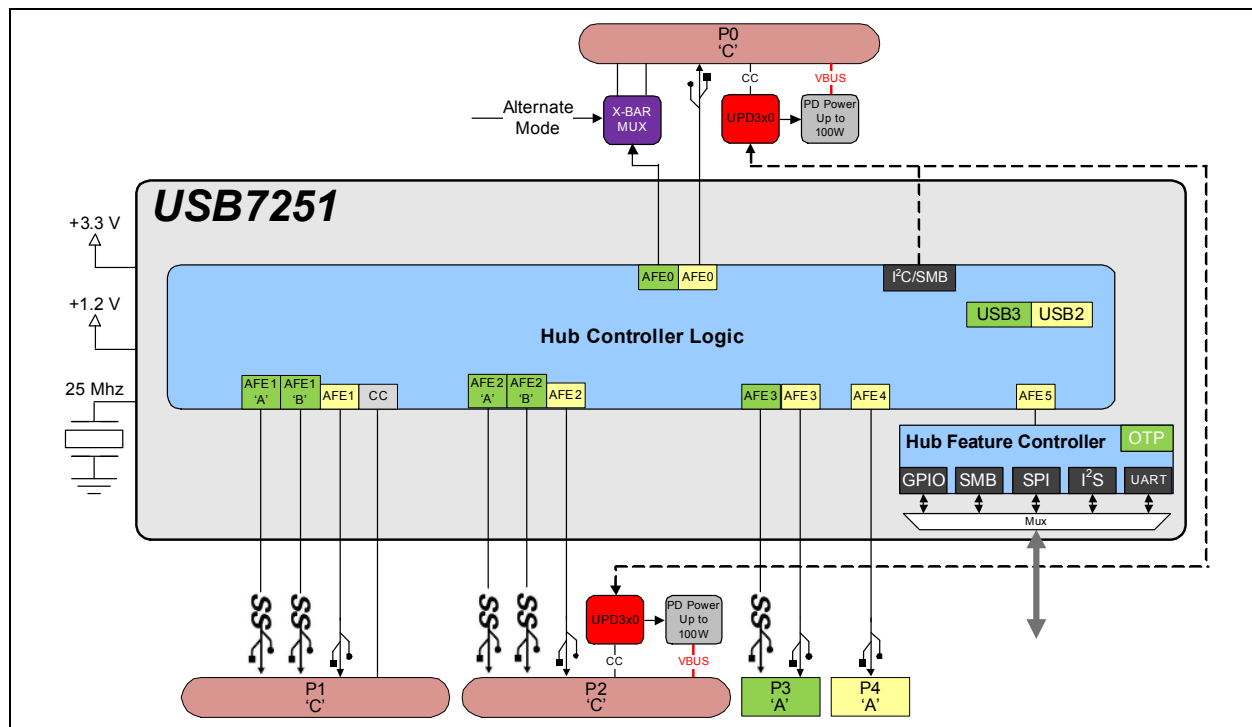 P0
'C'
CC
VBUS
Alternate
Mode
X-BAR
MUX
UPD3x0
PD Power
Up to
100W
USB7251
+3.3 V
+1.2 V
25 Mhz
AFE0
AFE0
I²C/SMB
USB3
USB2
Hub Controller Logic
AFE1
'A'
AFE1
'B'
AFE1
CC
AFE2
'A'
AFE2
'B'
AFE2
AFE3
AFE3
AFE4
AFE5
Hub Feature Controller
OTP
GPIO
SMB
SPI
I²S
UART
Mux
SS
SS
SS
SS
SS
UPD3x0
PD Power
Up to
100W
CC
VBUS
P1
'C'
P2
'C'
P3
'A'
P4
'A'